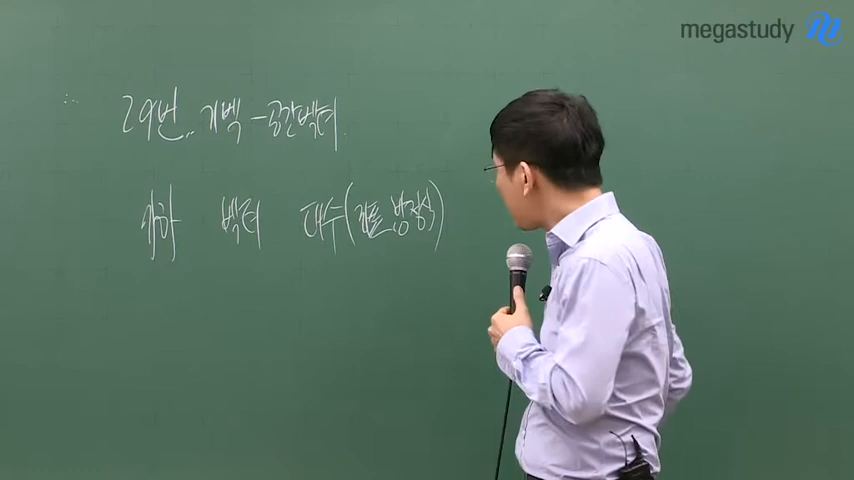 megastudy
∴ 29번.. 기벡 - 공간벡터.
기하 벡터 대수(좌표, 방정식)